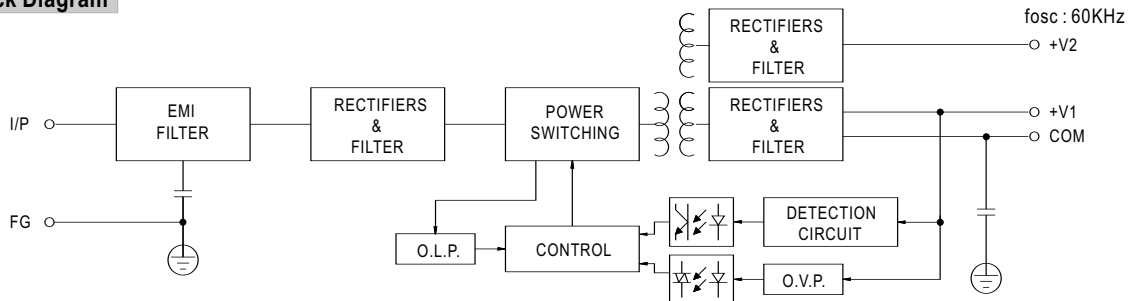 ck Diagram
fosc : 60KHz
RECTIFIERS
&
FILTER
+V2
I/P
EMI
FILTER
RECTIFIERS
&
FILTER
POWER
SWITCHING
RECTIFIERS
&
FILTER
+V1
COM
FG
DETECTION
CIRCUIT
O.L.P.
CONTROL
O.V.P.